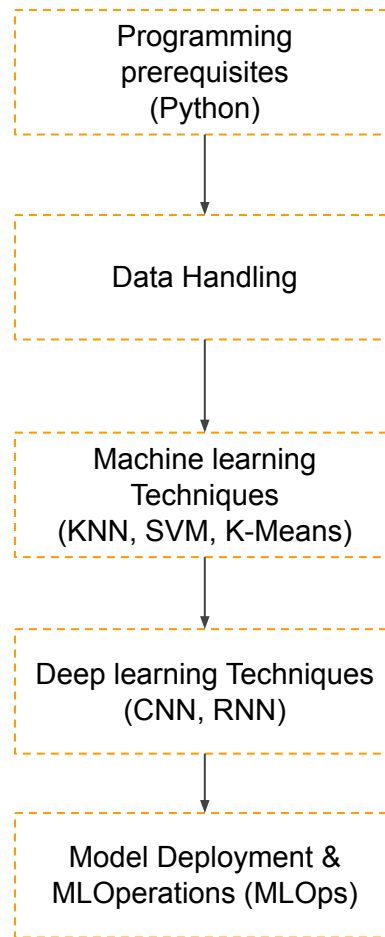 Programming
prerequisites
(Python)
Data Handling
Machine learning
Techniques
(KNN, SVM, K-Means)
Deep learning Techniques
(CNN, RNN)
Model Deployment &
MLOperations (MLOps)